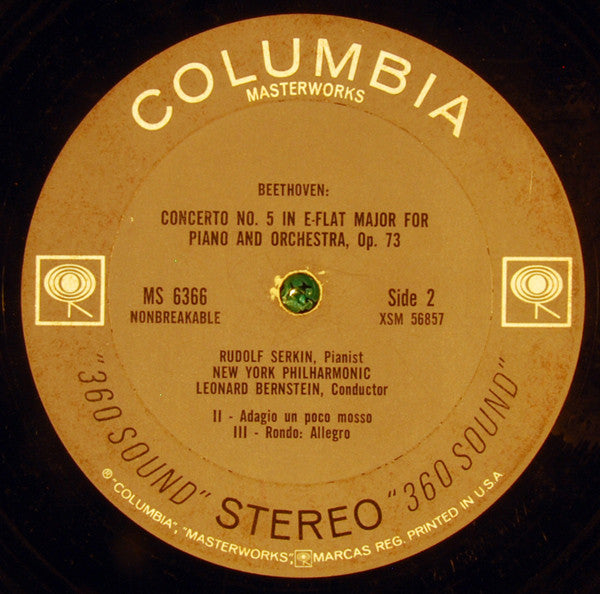 COLUMBIA
MASTERWORKS
BEETHOVEN:
CONCERTO NO. 5 IN E-FLAT MAJOR FOR
PIANO AND ORCHESTRA, Op. 73
MS 6366
NONBREAKABLE
Side 2
XSM 56857
RUDOLF SERKIN, Pianist
NEW YORK PHILHARMONIC
LEONARD BERNSTEIN, Conductor
II - Adagio un poco mosso
III - Rondo: Allegro
"360 SOUND" STEREO "360 SOUND"
® "COLUMBIA", "MASTERWORKS", MARCAS REG. PRINTED IN U.S.A.